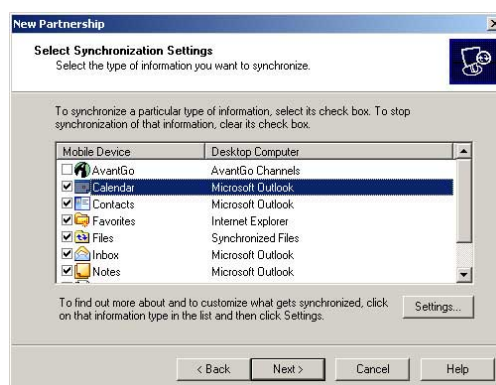 New Partnership
Select Synchronization Settings
Select the type of information you want to synchronize.
To synchronize a particular type of information, select its check box. To stop
synchronization of that information, clear its check box.
Mobile Device Desktop Computer
AvantGo AvantGo Channels
Calendar Microsoft Outlook
Contacts Microsoft Outlook
Favorites Internet Explorer
Files Synchronized Files
Inbox Microsoft Outlook
Notes Microsoft Outlook
To find out more about and to customize what gets synchronized, click
on that information type in the list and then click Settings.
Settings...
< Back Next > Cancel Help